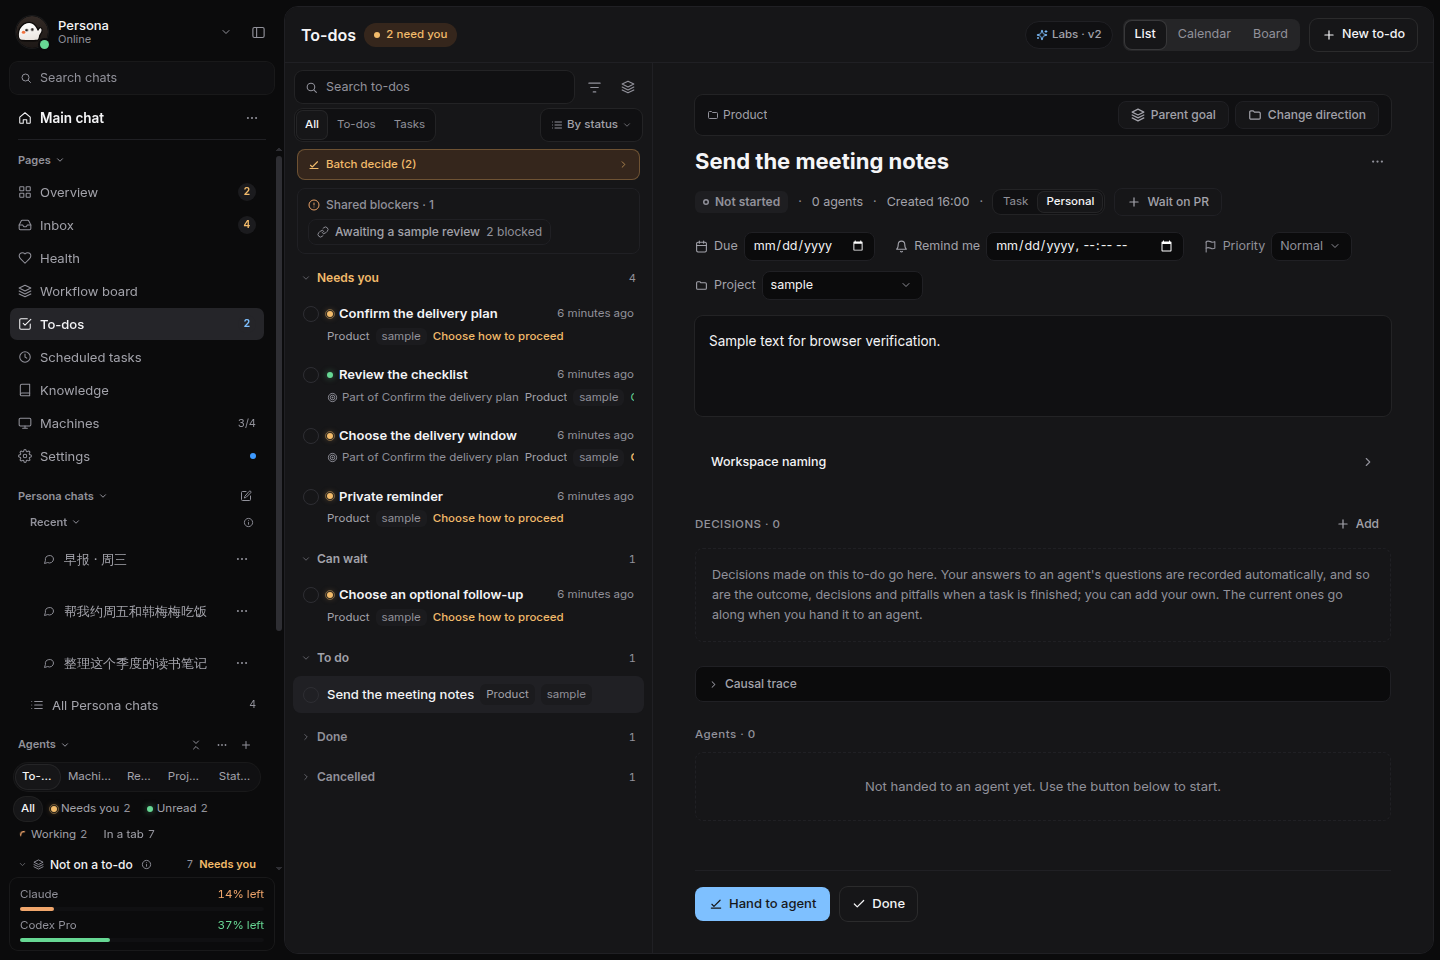 Persona
Online
Search chats
Main chat
Pages
Overview 2
Inbox 4
Health
Workflow board
To-dos 2
Scheduled tasks
Knowledge
Machines 3/4
Settings
Persona chats
Recent
早报 · 周三
帮我约周五和韩梅梅吃饭
整理这个季度的读书笔记
All Persona chats 4
Agents
To-... Machi... Re... Proj... Stat...
All Needs you 2 Unread 2
Working 2 In a tab 7
Not on a to-do 7 Needs you
Claude 14% left
Codex Pro 37% left
To-dos 2 need you
Labs · v2 List Calendar Board New to-do
Search to-dos
All To-dos Tasks By status
Batch decide (2)
Shared blockers · 1
Awaiting a sample review 2 blocked
Needs you 4
Confirm the delivery plan 6 minutes ago
Product sample Choose how to proceed
Review the checklist 6 minutes ago
Part of Confirm the delivery plan Product sample
Choose the delivery window 6 minutes ago
Part of Confirm the delivery plan Product sample
Private reminder 6 minutes ago
Product sample Choose how to proceed
Can wait 1
Choose an optional follow-up 6 minutes ago
Product sample Choose how to proceed
To do 1
Send the meeting notes Product sample
Done 1
Cancelled 1
Product Parent goal Change direction
Send the meeting notes
Not started · 0 agents · Created 16:00 · Task Personal Wait on PR
Due mm/dd/yyyy Remind me mm/dd/yyyy, --:-- -- Priority Normal
Project sample
Sample text for browser verification.
Workspace naming
DECISIONS · 0 Add
Decisions made on this to-do go here. Your answers to an agent's questions are recorded automatically, and so
are the outcome, decisions and pitfalls when a task is finished; you can add your own. The current ones go
along when you hand it to an agent.
Causal trace
Agents · 0
Not handed to an agent yet. Use the button below to start.
Hand to agent Done